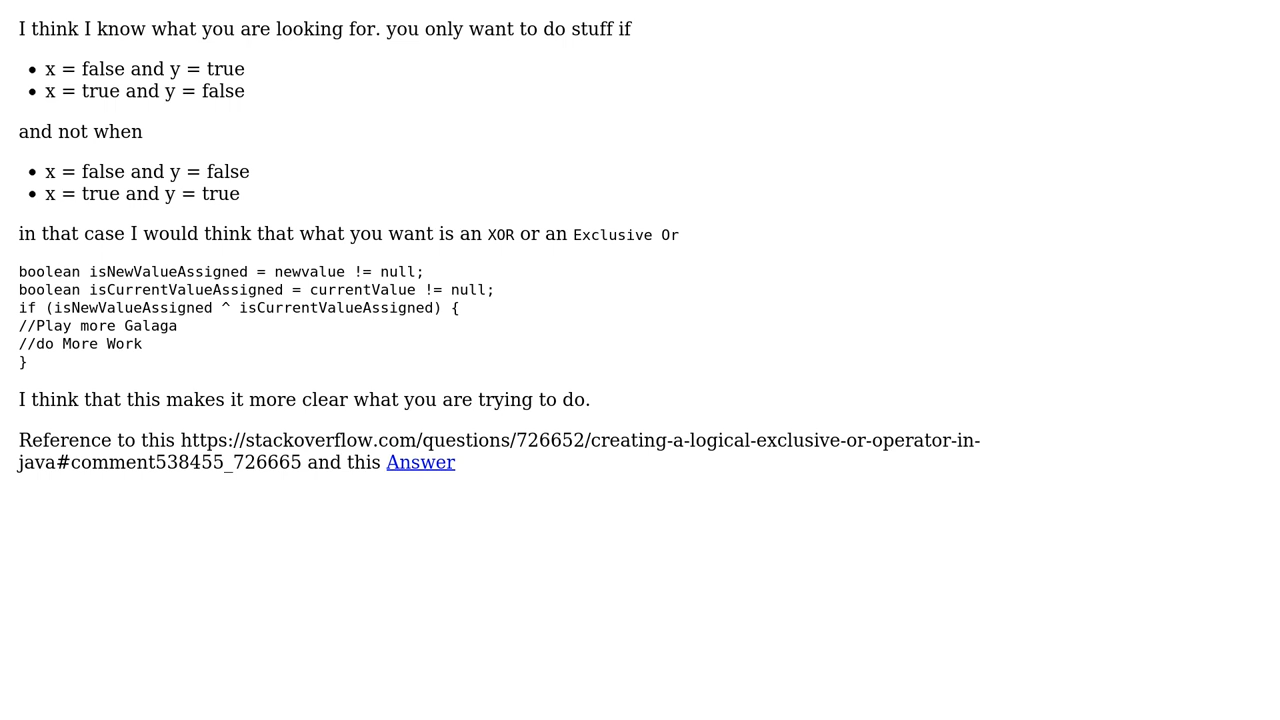 I think I know what you are looking for. you only want to do stuff if
• x = false and y = true
• x = true and y = false
and not when
• x = false and y = false
• x = true and y = true
in that case I would think that what you want is an XOR or an Exclusive Or
boolean isNewValueAssigned = newvalue != null;
boolean isCurrentValueAssigned = currentValue != null;
if (isNewValueAssigned ^ isCurrentValueAssigned) {
//Play more Galaga
//do More Work
}
I think that this makes it more clear what you are trying to do.
Reference to this https://stackoverflow.com/questions/726652/creating-a-logical-exclusive-or-operator-in-
java#comment538455_726665 and this Answer